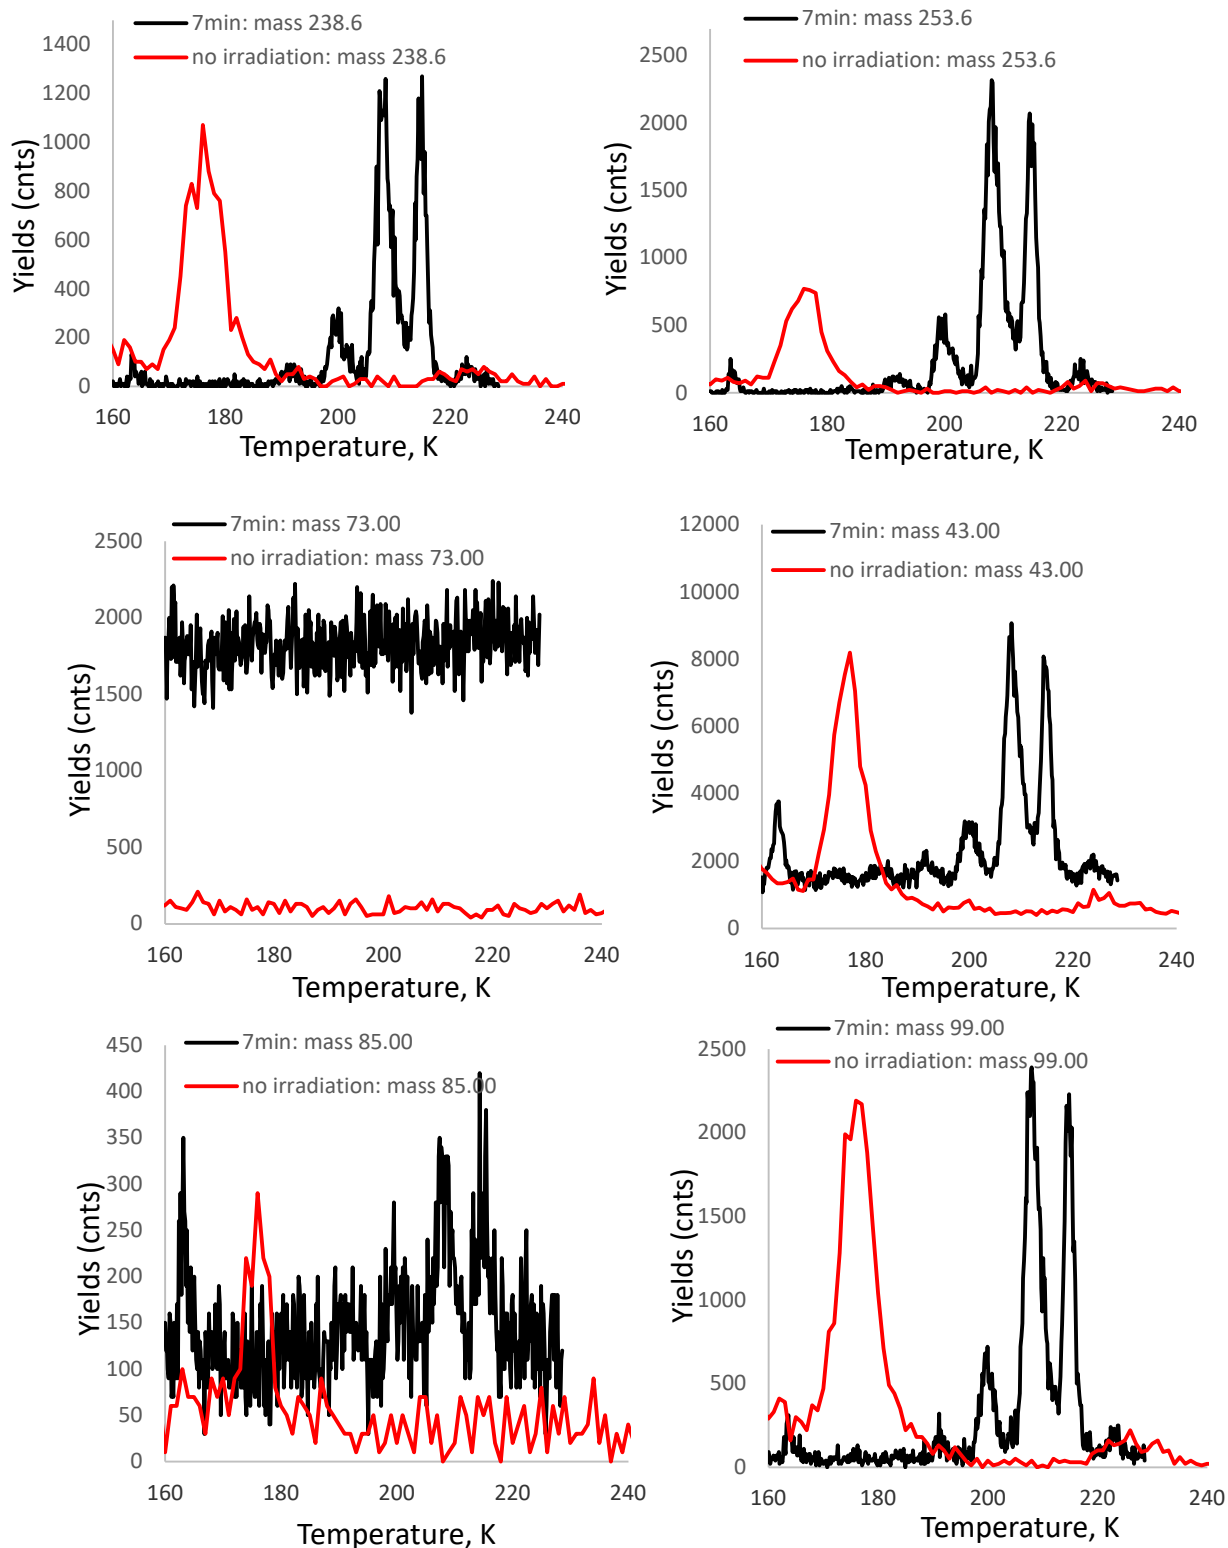 7min: mass 238.6
no irradiation: mass 238.6
1400
1200
1000
800
600
400
200
0
Yields (cnts)
160 180 200 220 240
Temperature, K
7min: mass 253.6
no irradiation: mass 253.6
2500
2000
1500
1000
500
0
Yields (cnts)
160 180 200 220 240
Temperature, K
7min: mass 73.00
no irradiation: mass 73.00
2500
2000
1500
1000
500
0
Yields (cnts)
160 180 200 220 240
Temperature, K
7min: mass 43.00
no irradiation: mass 43.00
12000
10000
8000
6000
4000
2000
0
Yields (cnts)
160 180 200 220 240
Temperature, K
7min: mass 85.00
no irradiation: mass 85.00
450
400
350
300
250
200
150
100
50
0
Yields (cnts)
160 180 200 220 240
Temperature, K
7min: mass 99.00
no irradiation: mass 99.00
2500
2000
1500
1000
500
0
Yields (cnts)
160 180 200 220 240
Temperature, K